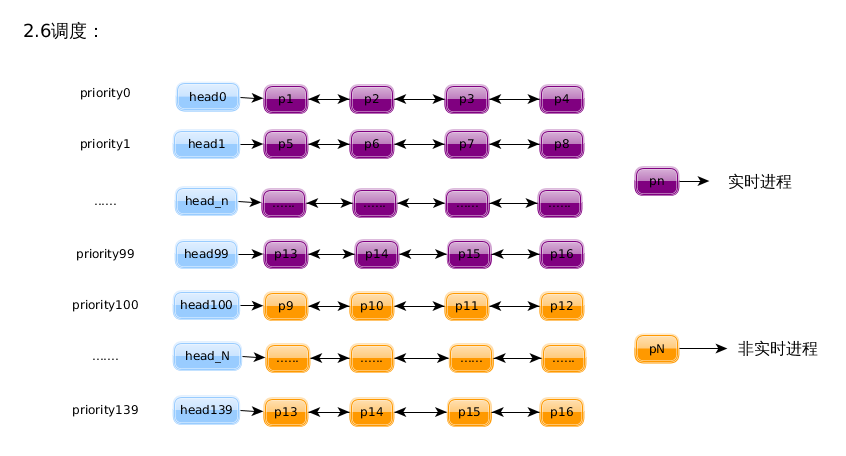 2.6调度：
priority0 head0 p1 p2 p3 p4
priority1 head1 p5 p6 p7 p8
...... head_n ...... ...... ...... ......
pn 实时进程
priority99 head99 p13 p14 p15 p16
priority100 head100 p9 p10 p11 p12
....... head_N ...... ...... ...... ......
pN 非实时进程
priority139 head139 p13 p14 p15 p16